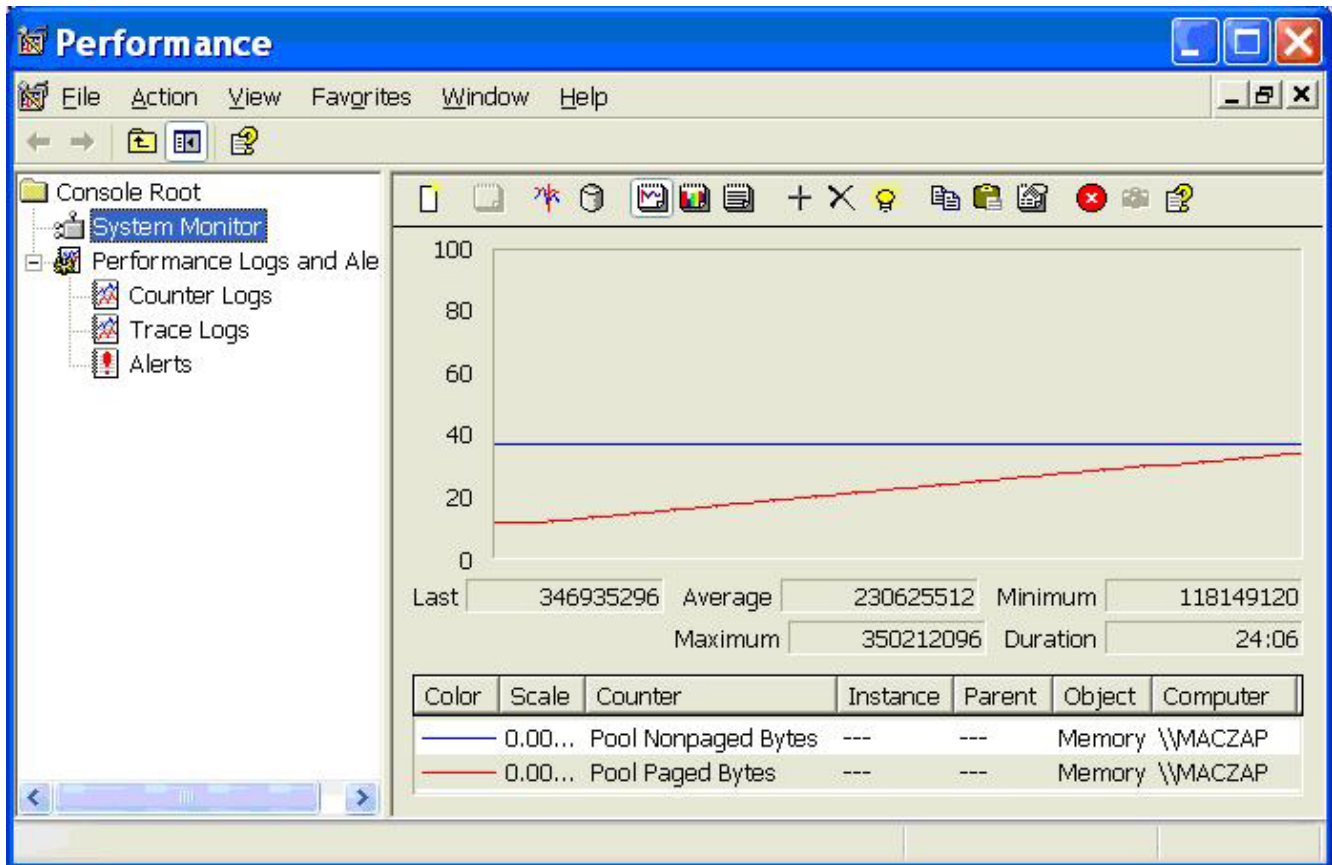 Performance
File Action View Favorites Window Help
Console Root
System Monitor
Performance Logs and Ale
Counter Logs
Trace Logs
Alerts
100
80
60
40
20
0
Last 346935296 Average 230625512 Minimum 118149120
Maximum 350212096 Duration 24:06
Color Scale Counter Instance Parent Object Computer
0.00... Pool Nonpaged Bytes --- --- Memory \\MACZAP
0.00... Pool Paged Bytes --- --- Memory \\MACZAP